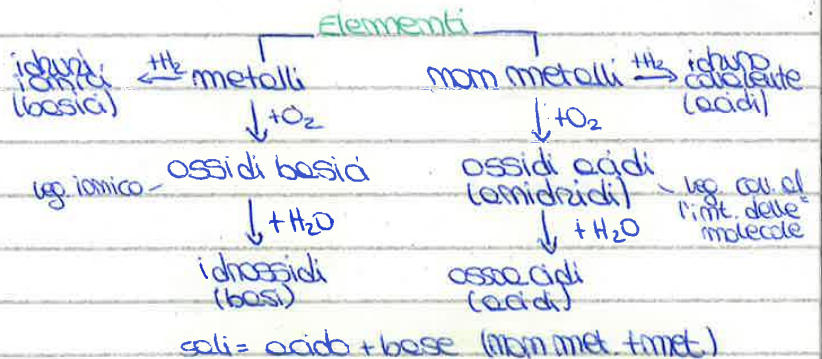 Elementi
idruri ionici (basici) +H₂ metalli non metalli +H₂ idruro covalente (acidi)
+O₂ +O₂
leg. ionico - ossidi basici ossidi acidi (anidridi) - leg. cov. al l'int. delle molecole
+H₂O +H₂O
idrossidi (basi) ossoacidi (acidi)
sali = acido + base (non met. + met.)